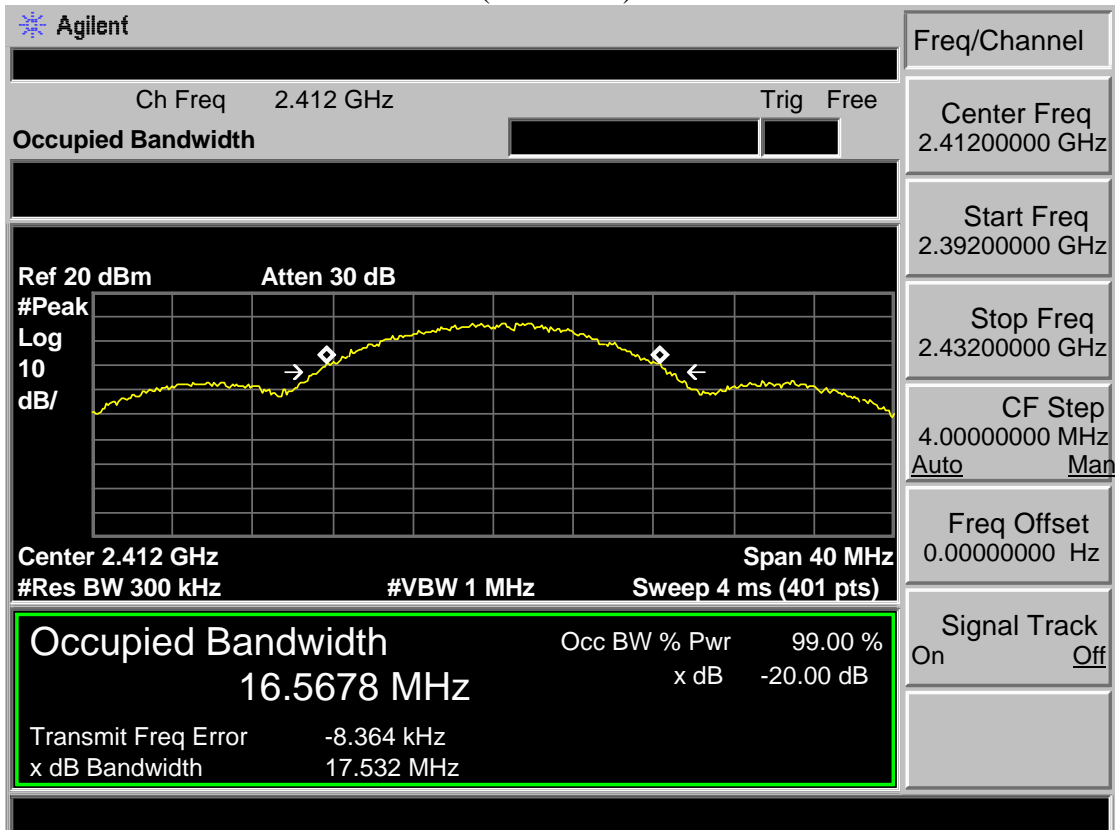 Agilent
Freq/Channel
Ch Freq 2.412 GHz Trig Free
Occupied Bandwidth
Center Freq
2.41200000 GHz
Start Freq
2.39200000 GHz
Stop Freq
2.43200000 GHz
CF Step
4.00000000 MHz
Auto Man
Freq Offset
0.00000000 Hz
Signal Track
On Off
Ref 20 dBm Atten 30 dB
#Peak
Log
10
dB/
Center 2.412 GHz Span 40 MHz
#Res BW 300 kHz #VBW 1 MHz Sweep 4 ms (401 pts)
Occupied Bandwidth Occ BW % Pwr 99.00 %
16.5678 MHz x dB -20.00 dB
Transmit Freq Error -8.364 kHz
x dB Bandwidth 17.532 MHz